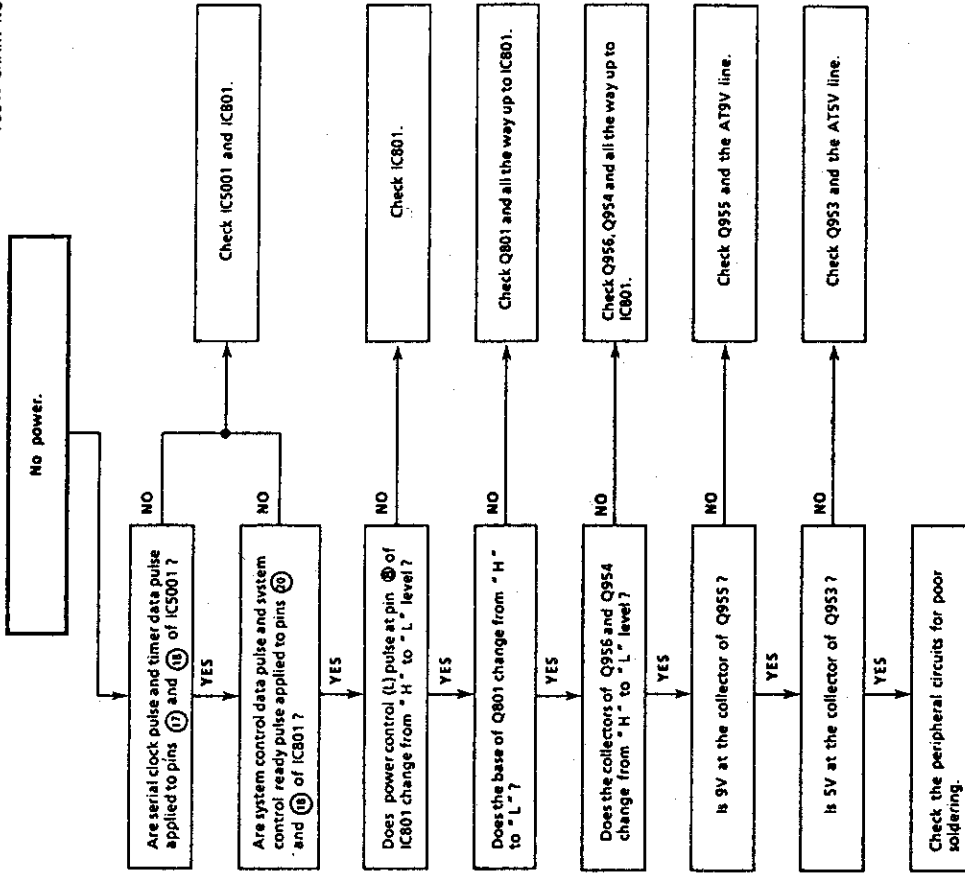 No power.
Are serial clock pulse and timer data pulse
applied to pins ⑰ and ⑱ of IC5001 ?
NO
YES
Check IC5001 and IC801.
Are system control data pulse and system
control ready pulse applied to pins ⑳
and ⑱ of IC801 ?
NO
YES
Does power control (L) pulse at pin of
IC801 change from "H" to "L" level ?
NO
YES
Check IC801.
Does the base of Q801 change from "H"
to "L" ?
NO
YES
Check Q801 and all the way up to IC801.
Does the collectors of Q956 and Q954
change from "H" to "L" level ?
NO
YES
Check Q956, Q954 and all the way up to
IC801.
Is 9V at the collector of Q955 ?
NO
YES
Check Q955 and the AT9V line.
Is 5V at the collector of Q953 ?
NO
YES
Check Q953 and the AT5V line.
Check the peripheral circuits for poor
soldering.